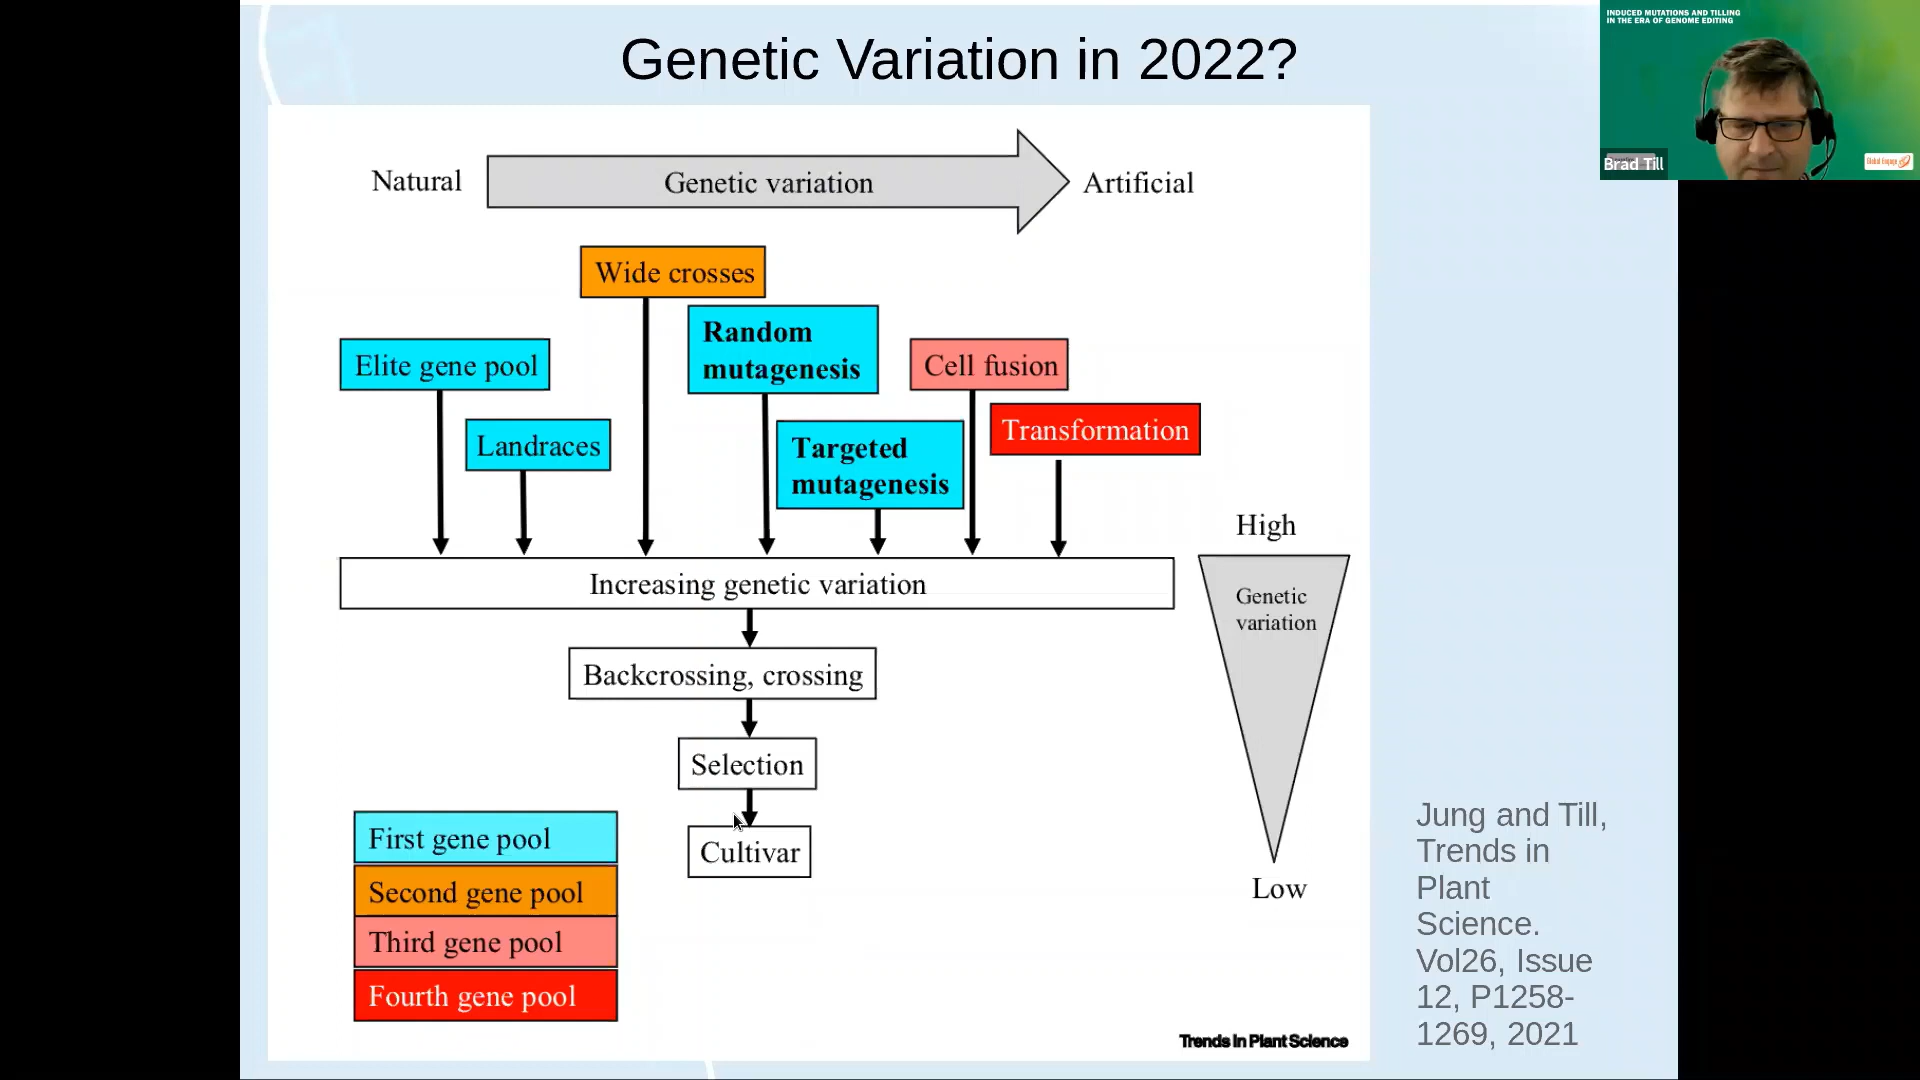 Genetic Variation in 2022?
INDUCED MUTATIONS AND TILLING
IN THE ERA OF GENOME EDITING
Brad Till
Global Engage
Natural
Genetic variation
Artificial
Wide crosses
Random
mutagenesis
Elite gene pool
Cell fusion
Landraces
Targeted
mutagenesis
Transformation
High
Increasing genetic variation
Genetic
variation
Backcrossing, crossing
Selection
Cultivar
Low
First gene pool
Second gene pool
Third gene pool
Fourth gene pool
Trends in Plant Science
Jung and Till,
Trends in
Plant
Science.
Vol26, Issue
12, P1258-
1269, 2021